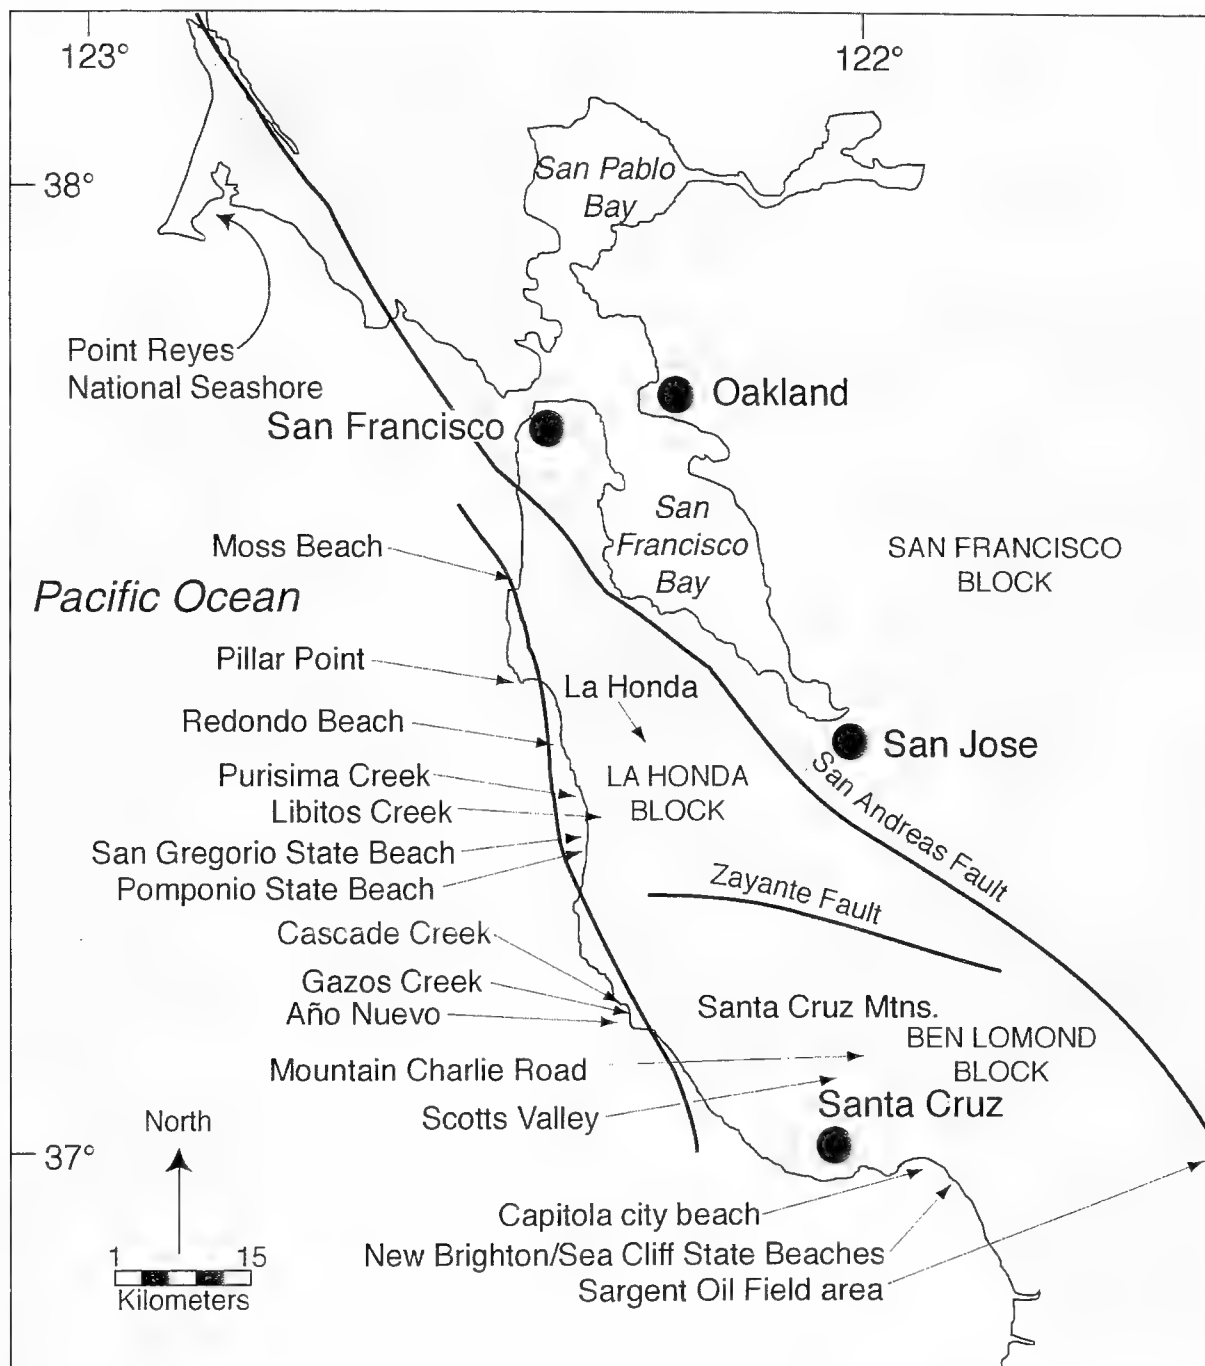 123°
122°
38°
San Pablo
Bay
Point Reyes
National Seashore
Oakland
San Francisco
San
Francisco
Bay
Moss Beach
SAN FRANCISCO
BLOCK
Pacific Ocean
Pillar Point
La Honda
Redondo Beach
San Jose
Purisima Creek
LA HONDA
BLOCK
Libitos Creek
San Andreas Fault
San Gregorio State Beach
Pomponio State Beach
Zayante Fault
Cascade Creek
Gazos Creek
Año Nuevo
Santa Cruz Mtns.
BEN LOMOND
BLOCK
Mountain Charlie Road
Scotts Valley
Santa Cruz
North
37°
Capitola city beach
New Brighton/Sea Cliff State Beaches
Sargent Oil Field area
1 15
Kilometers